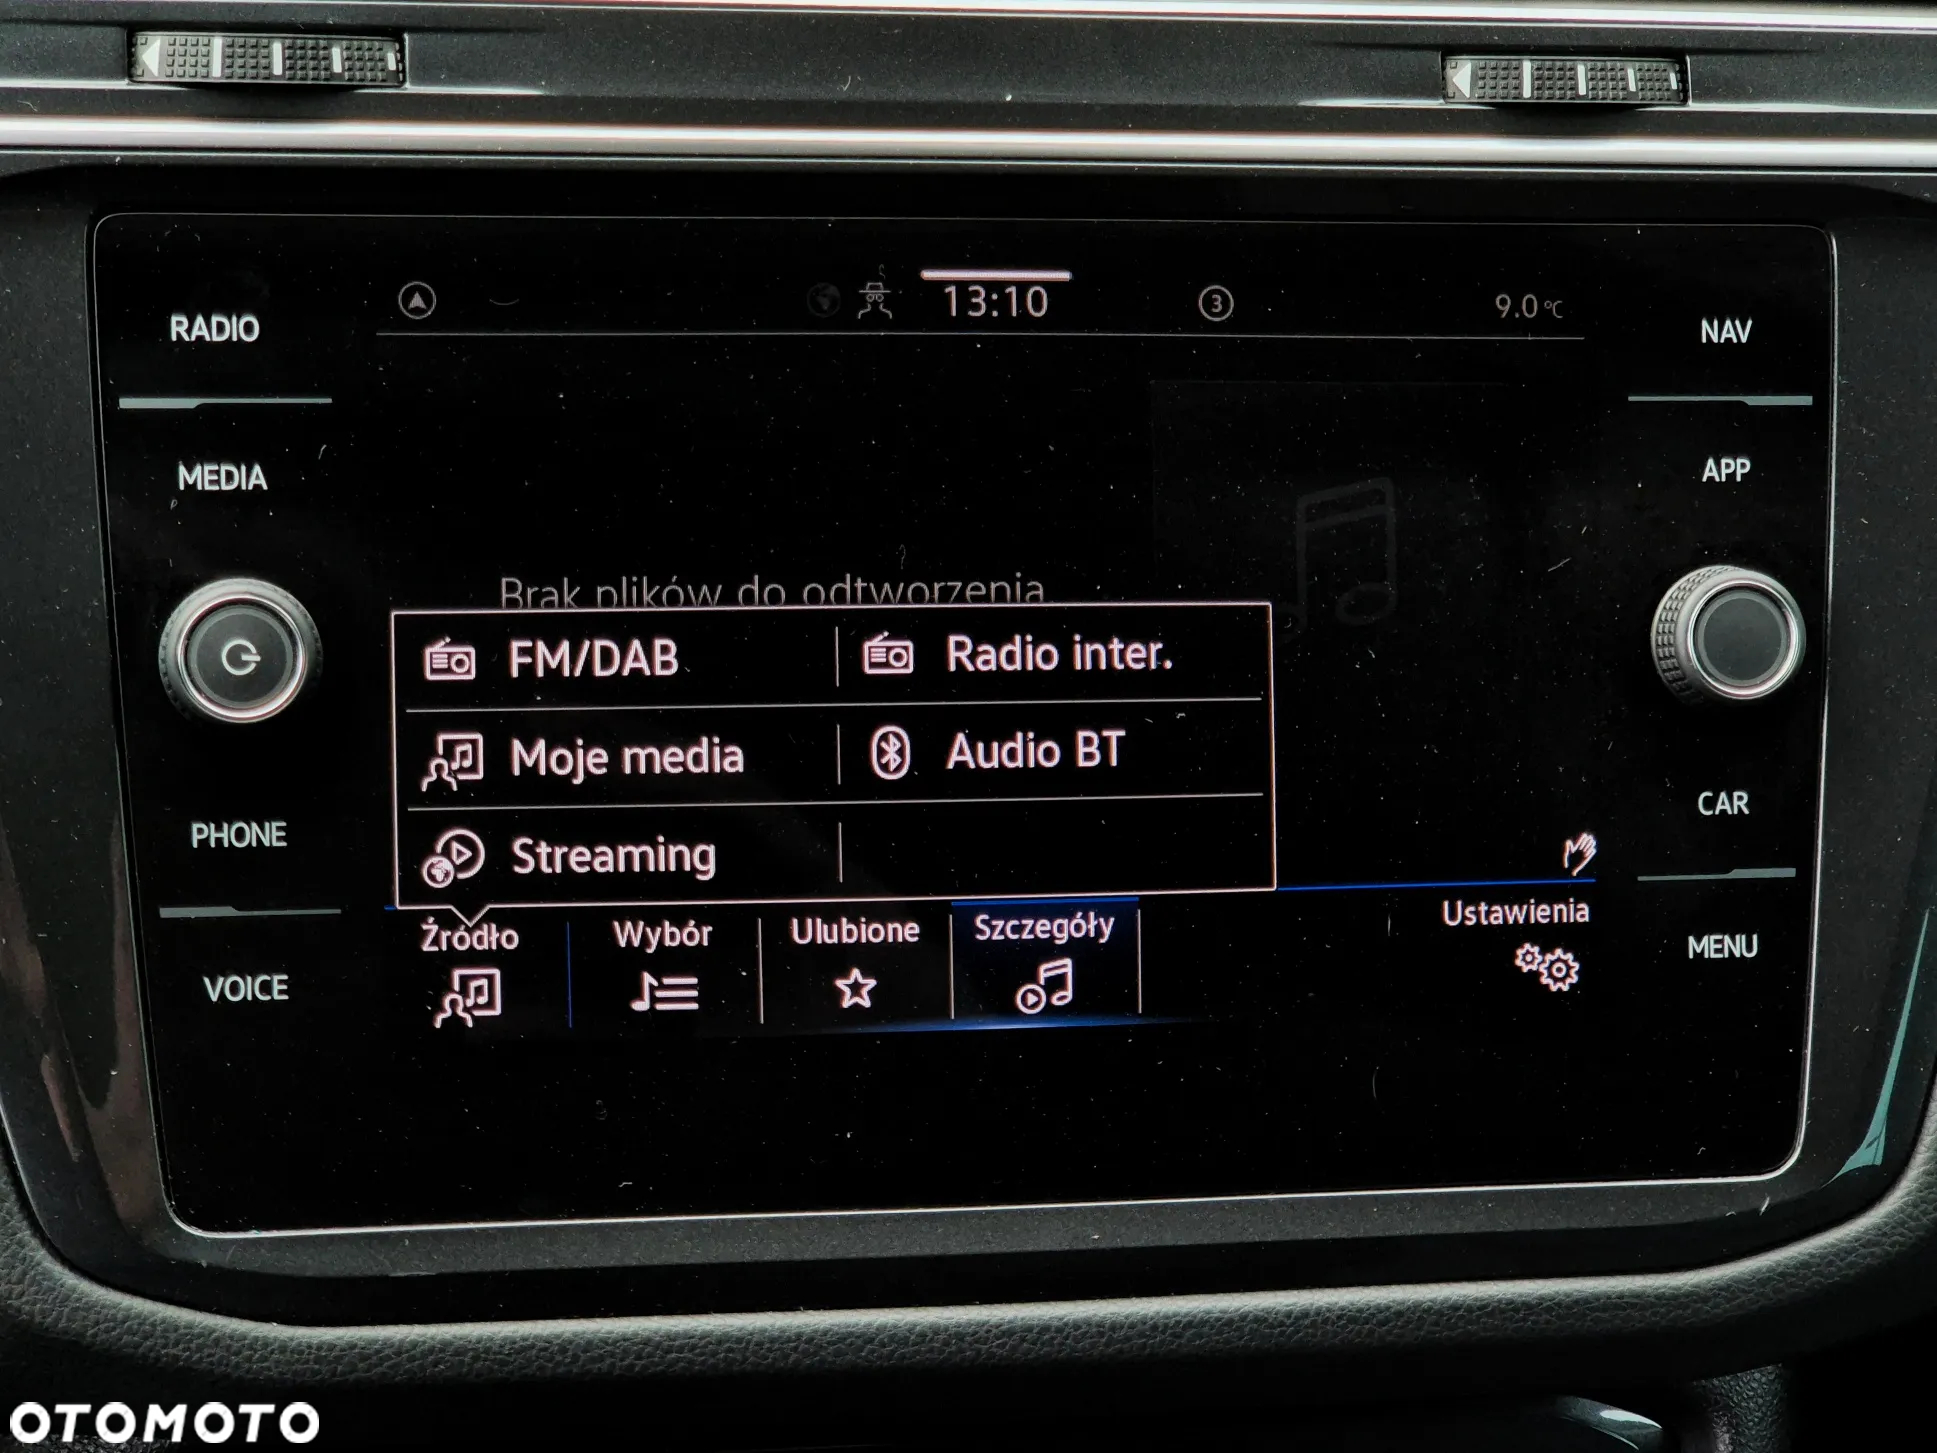 13:10
3
9.0 °C
RADIO
NAV
MEDIA
APP
Brak plików do odtworzenia
FM/DAB
Radio inter.
Moje media
Audio BT
Streaming
PHONE
CAR
Źródło
Wybór
Ulubione
Szczegóły
Ustawienia
VOICE
MENU
OTOMOTO